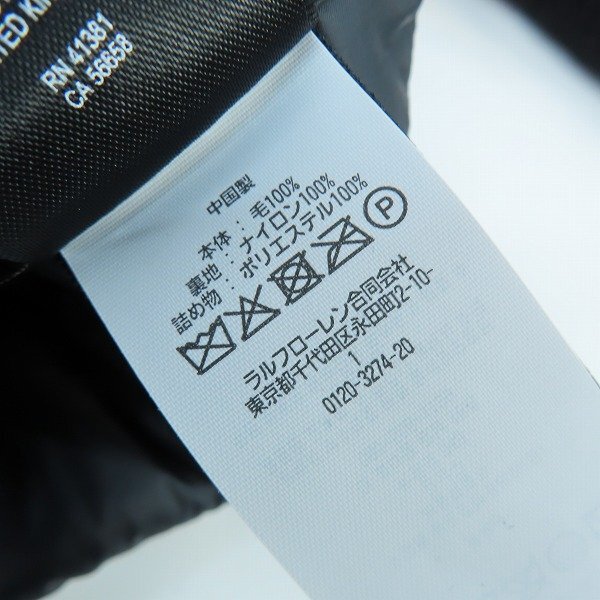 TED KI
RN 41381
CA 56858
中国製
本体：毛100%
裏地：ナイロン100%
詰め物：ポリエステル100%
P
ラルフローレン合同会社
東京都千代田区永田町2-10-
1
0120-3274-20